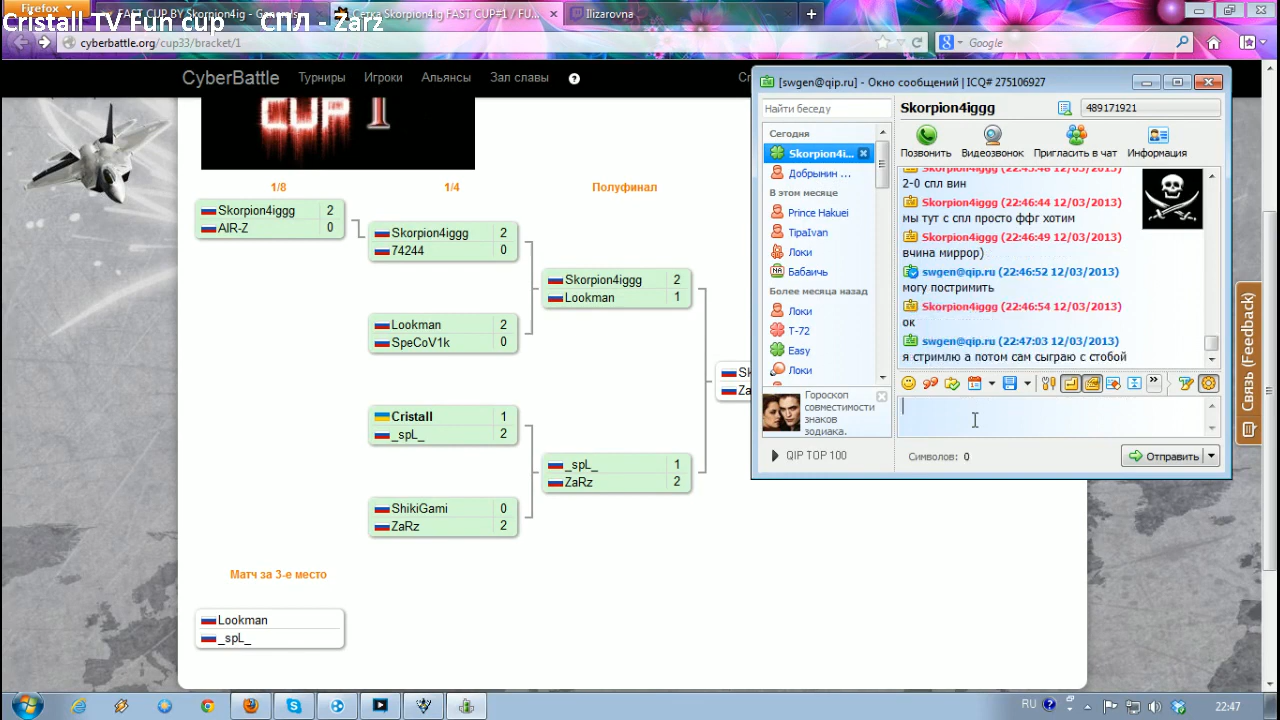 Firefox
FAST CUP BY Skorpion4ig - Generals
Сетка Skorpion4ig FAST CUP#1 / FU...
Ilizarovna
Cristall TV Fun cup СПЛ - Zarz
cyberbattle.org/cup33/bracket/1
Google
CyberBattle Турниры Игроки Альянсы Зал славы ?
CUP 1
1/8 1/4 Полуфинал
Skorpion4iggg 2
AIR-Z 0
Skorpion4iggg 2
74244 0
Skorpion4iggg 2
Lookman 1
Lookman 2
SpeCoV1k 0
Cristall 1
_spL_ 2
_spL_ 1
ZaRz 2
ShikiGami 0
ZaRz 2
Матч за 3-е место
Lookman
_spL_
[swgen@qip.ru] - Окно сообщений | ICQ# 275106927
Найти беседу
Сегодня
Skorpion4i...
Добрынин ...
В этом месяце
Prince Hakuei
TipaIvan
Локи
Бабаичь
Более месяца назад
Локи
T-72
Easy
Локи
Гороскоп
совместимости
знаков
зодиака.
QIP TOP 100
Skorpion4iggg
489171921
Позвонить Видеозвонок Пригласить в чат Информация
2-0 спл вин
Skorpion4iggg (22:46:44 12/03/2013)
мы тут с спл просто ффг хотим
Skorpion4iggg (22:46:49 12/03/2013)
вчина миррор)
swgen@qip.ru (22:46:52 12/03/2013)
могу постримить
Skorpion4iggg (22:46:54 12/03/2013)
ок
swgen@qip.ru (22:47:03 12/03/2013)
я стримлю а потом сам сыграю с стобой
Символов: 0
Отправить
Связь (Feedback)
RU
22:47